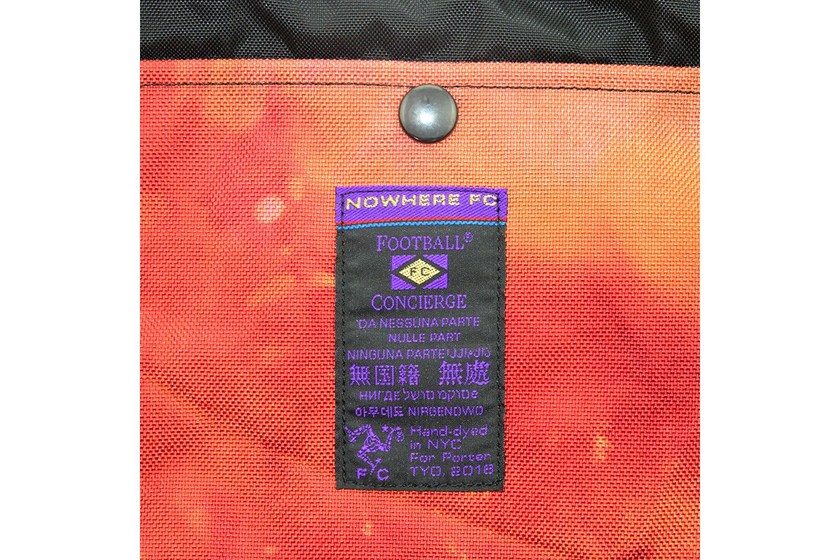 NOWHERE FC
FOOTBALL®
FC
CONCIERGE
DA NESSUNA PARTE
NULLE PART
NINGUNA PARTE
無国籍 無處
НИГДЕ
아무데도 NIRGENDWO
Hand-dyed
in NYC
For Porter
TYO. 2018
FC